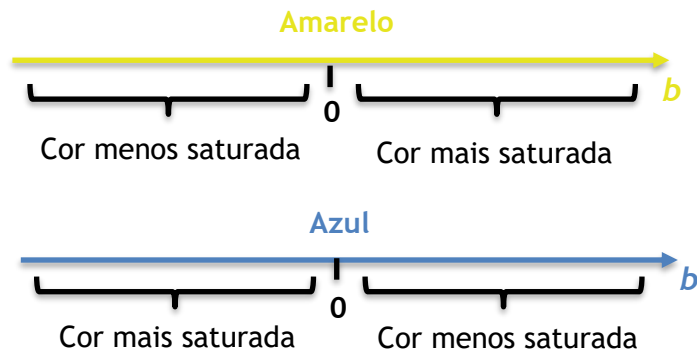 Amarelo
b
0
Cor menos saturada
Cor mais saturada
Azul
b
0
Cor mais saturada
Cor menos saturada